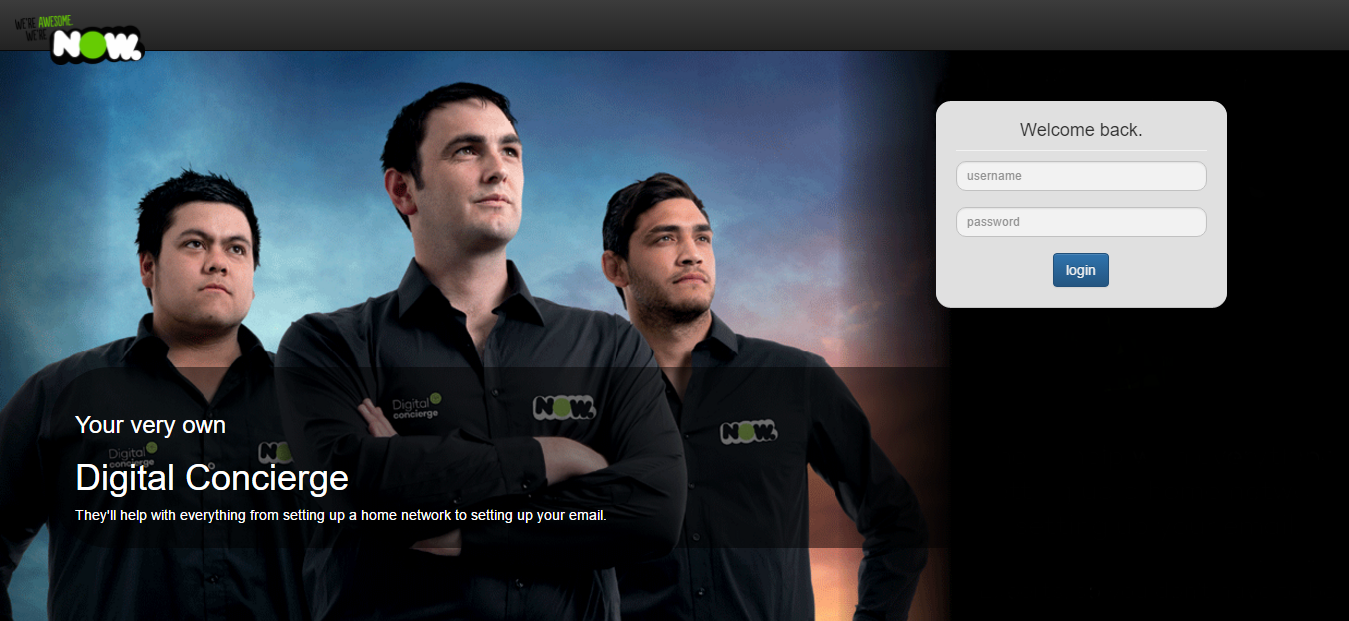 WE'RE AWESOME.
WE'RE
NOW.
Welcome back.
username
password
login
Digital
concierge
NOW.
NOW.
Your very own
Digital
concierge
NO
Digital Concierge
They'll help with everything from setting up a home network to setting up your email.